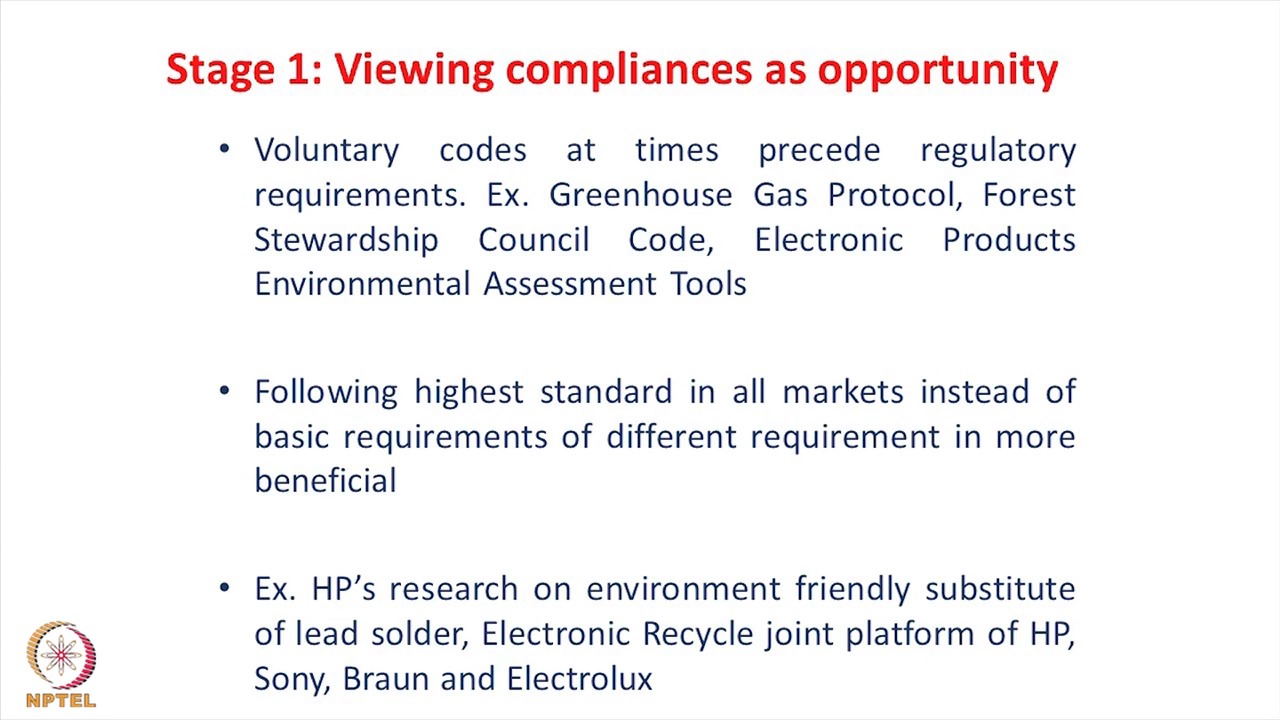 Stage 1: Viewing compliances as opportunity
• Voluntary codes at times precede regulatory
requirements. Ex. Greenhouse Gas Protocol, Forest
Stewardship Council Code, Electronic Products
Environmental Assessment Tools
• Following highest standard in all markets instead of
basic requirements of different requirement in more
beneficial
• Ex. HP’s research on environment friendly substitute
of lead solder, Electronic Recycle joint platform of HP,
Sony, Braun and Electrolux
NPTEL